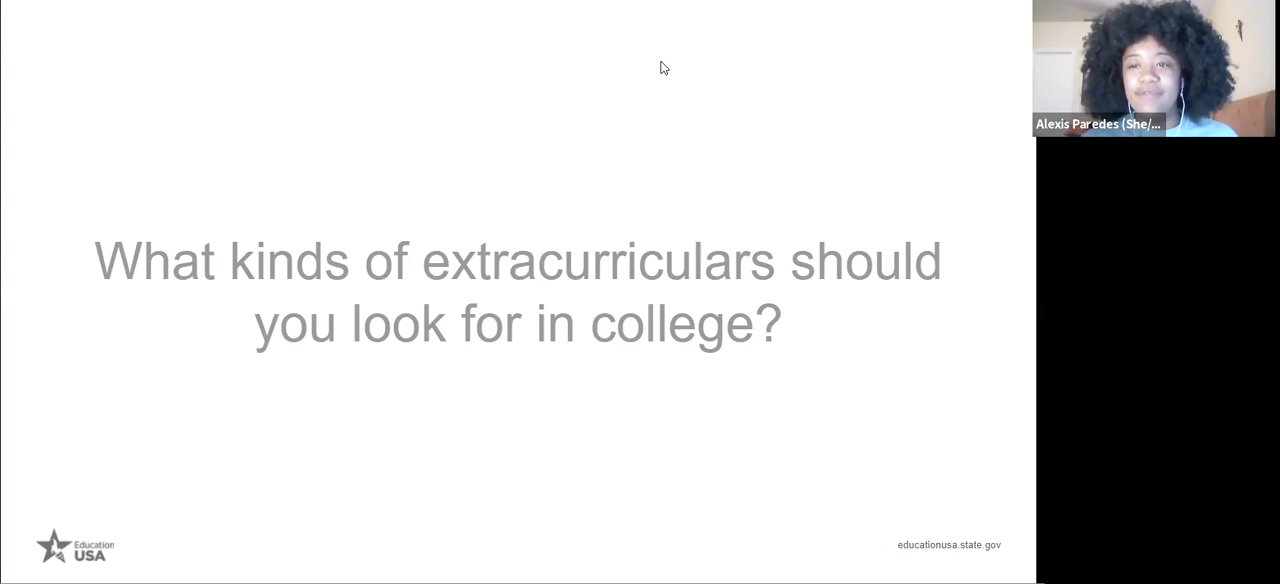 Alexis Paredes (She/...
What kinds of extracurriculars should
you look for in college?
Education
USA
educationusa.state.gov